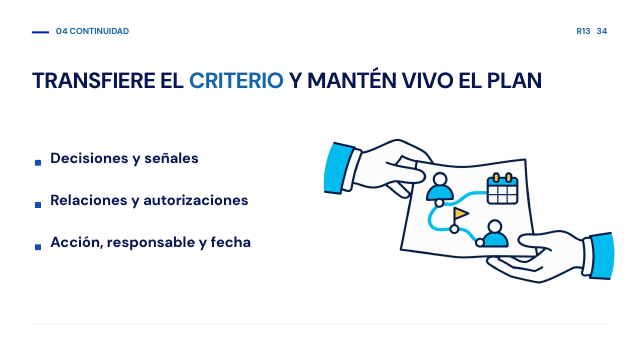 04 CONTINUIDAD
R13 34
TRANSFIERE EL CRITERIO Y MANTÉN VIVO EL PLAN
Decisiones y señales
Relaciones y autorizaciones
Acción, responsable y fecha